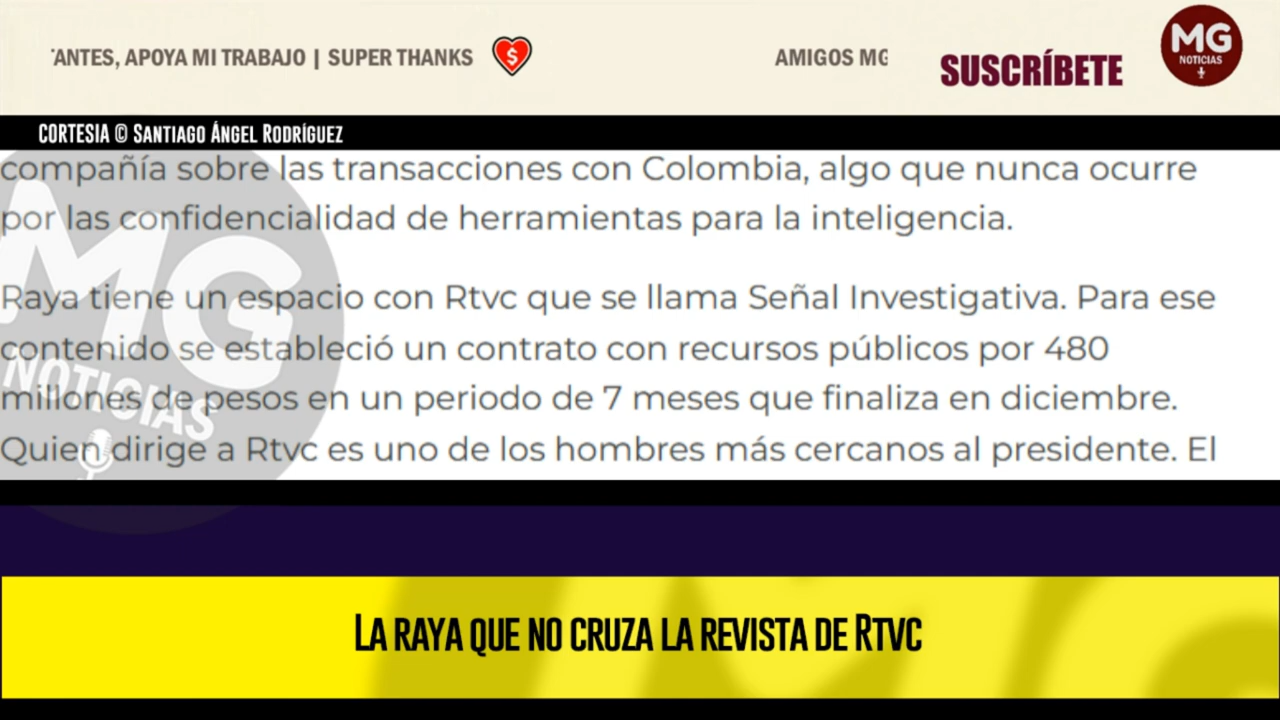 'ANTES, APOYA MI TRABAJO | SUPER THANKS
AMIGOS MG
SUSCRÍBETE
MG
NOTICIAS
CORTESIA © SANTIAGO ÁNGEL RODRÍGUEZ
compañía sobre las transacciones con Colombia, algo que nunca ocurre
por las confidencialidad de herramientas para la inteligencia.
Raya tiene un espacio con Rtvc que se llama Señal Investigativa. Para ese
contenido se estableció un contrato con recursos públicos por 480
millones de pesos en un periodo de 7 meses que finaliza en diciembre.
Quien dirige a Rtvc es uno de los hombres más cercanos al presidente. El
MG
NOTICIAS
LA RAYA QUE NO CRUZA LA REVISTA DE RTVC